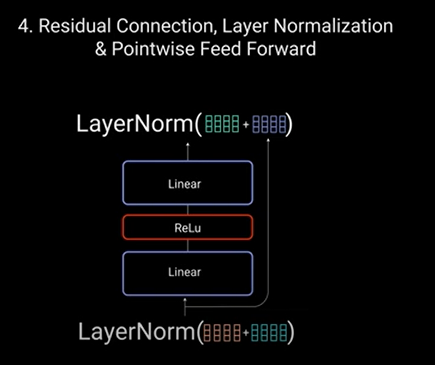 4. Residual Connection, Layer Normalization
& Pointwise Feed Forward
LayerNorm( + )
Linear
ReLu
Linear
LayerNorm( + )